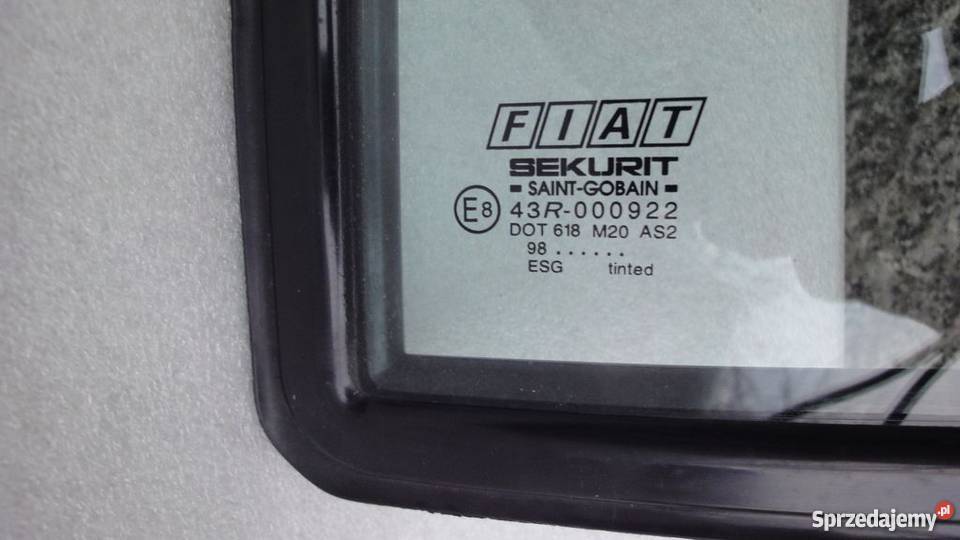 FIAT
SEKURIT
SAINT-GOBAIN
E8 43R-000922
DOT 618 M20 AS2
98 ......
ESG tinted
Sprzedajemy.pl